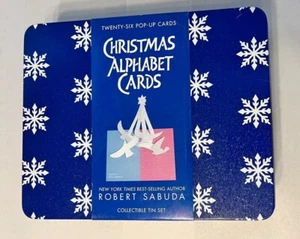 TWENTY-SIX POP-UP CARDS
CHRISTMAS
ALPHABET
CARDS
NEW YORK TIMES BEST-SELLING AUTHOR
ROBERT SABUDA
COLLECTIBLE TIN SET